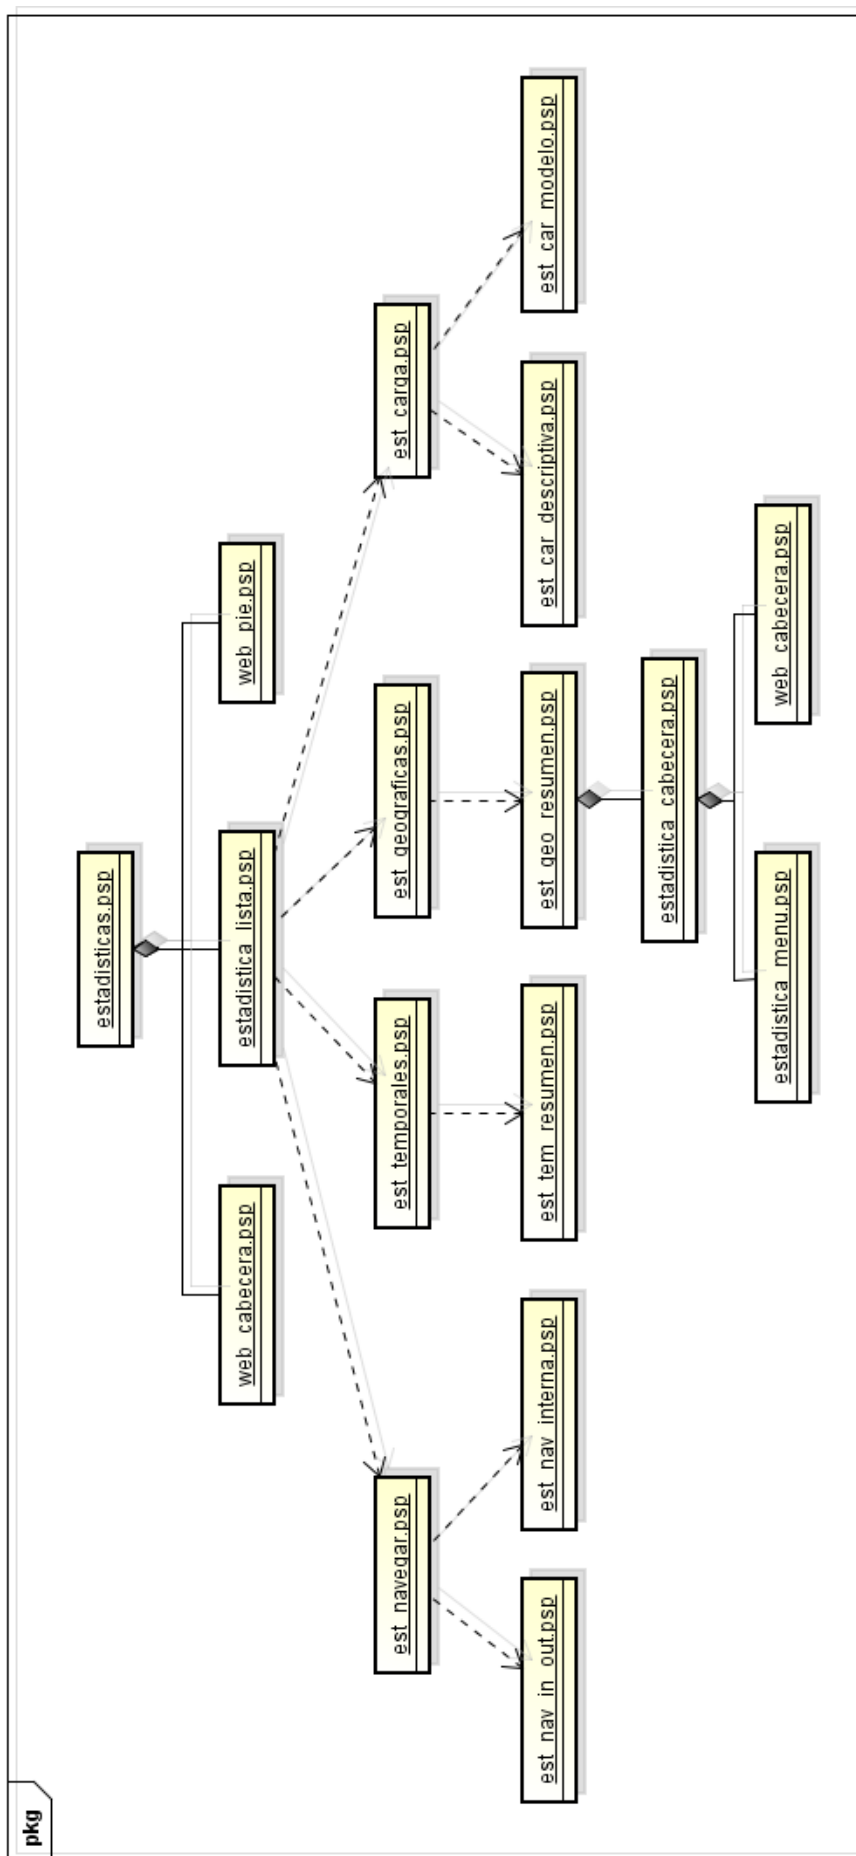 pkg
estadisticas.psp
web_cabecera.psp
estadistica_lista.psp
web_pie.psp
est_navegar.psp
est_temporales.psp
est_geograficas.psp
est_carga.psp
est_nav_in_out.psp
est_nav_interna.psp
est_tem_resumen.psp
est_geo_resumen.psp
est_car_descriptiva.psp
est_car_modelo.psp
estadistica_cabecera.psp
estadistica_menu.psp
web_cabecera.psp